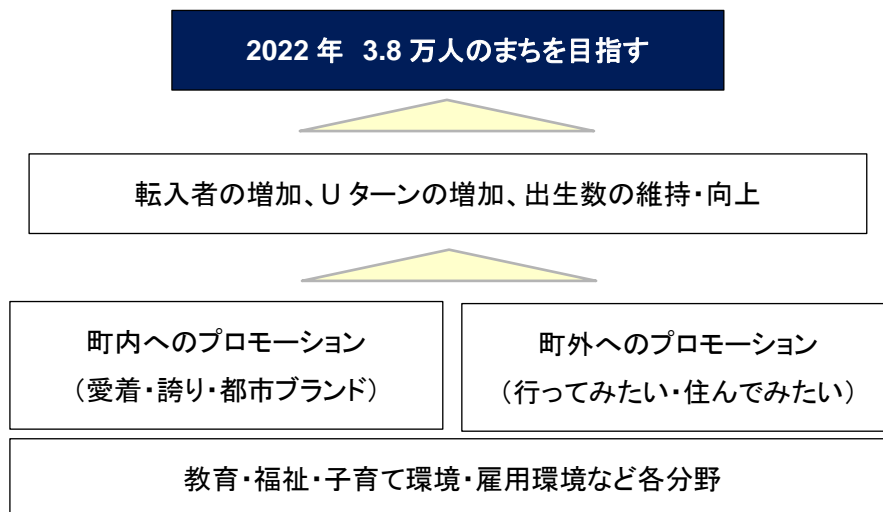 2022 年 3.8 万人のまちを目指す
転入者の増加、U ターンの増加、出生数の維持・向上
町内へのプロモーション
（愛着・誇り・都市ブランド）
町外へのプロモーション
（行ってみたい・住んでみたい）
教育・福祉・子育て環境・雇用環境など各分野